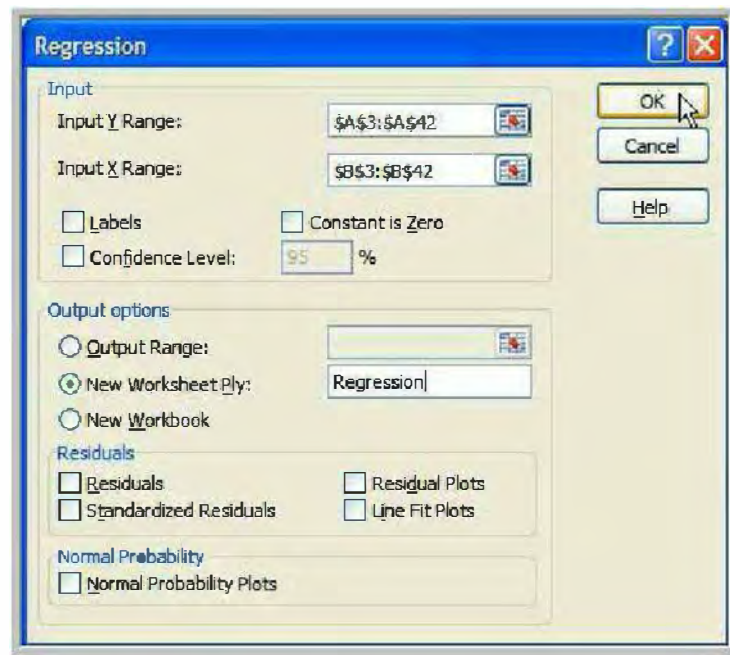 Regression
Input
Input Y Range: $A$3:$A$42
OK
Input X Range: $B$3:$B$42
Cancel
Labels Constant is Zero
Help
Confidence Level: 95 %
Output options
Output Range:
New Worksheet Ply: Regression
New Workbook
Residuals
Residuals Residual Plots
Standardized Residuals Line Fit Plots
Normal Probability
Normal Probability Plots